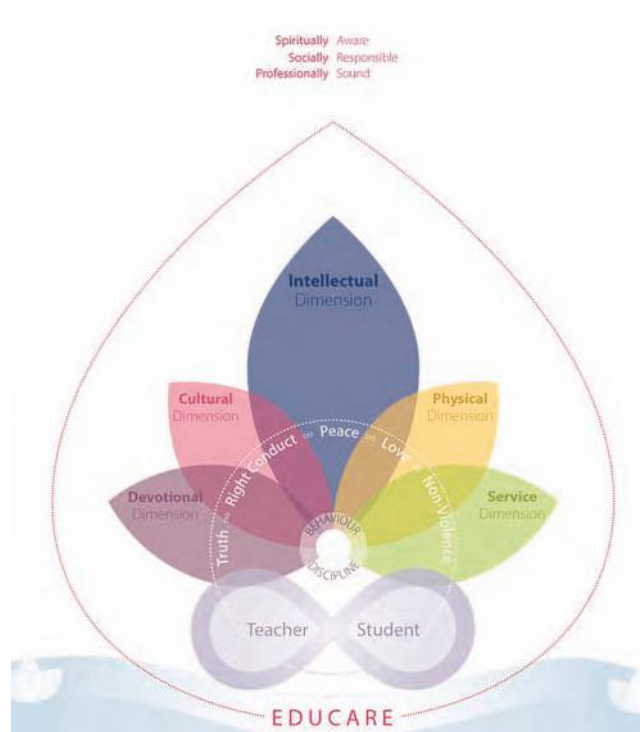 Spiritually Aware
Socially Responsible
Professionally Sound
Intellectual
Dimension
Cultural
Dimension
Physical
Dimension
Devotional
Dimension
Service
Dimension
Truth ∞ Right Conduct ∞ Peace ∞ Love ∞ Non-Violence
BEHAVIOUR
DISCIPLINE
Teacher
Student
EDUCARE